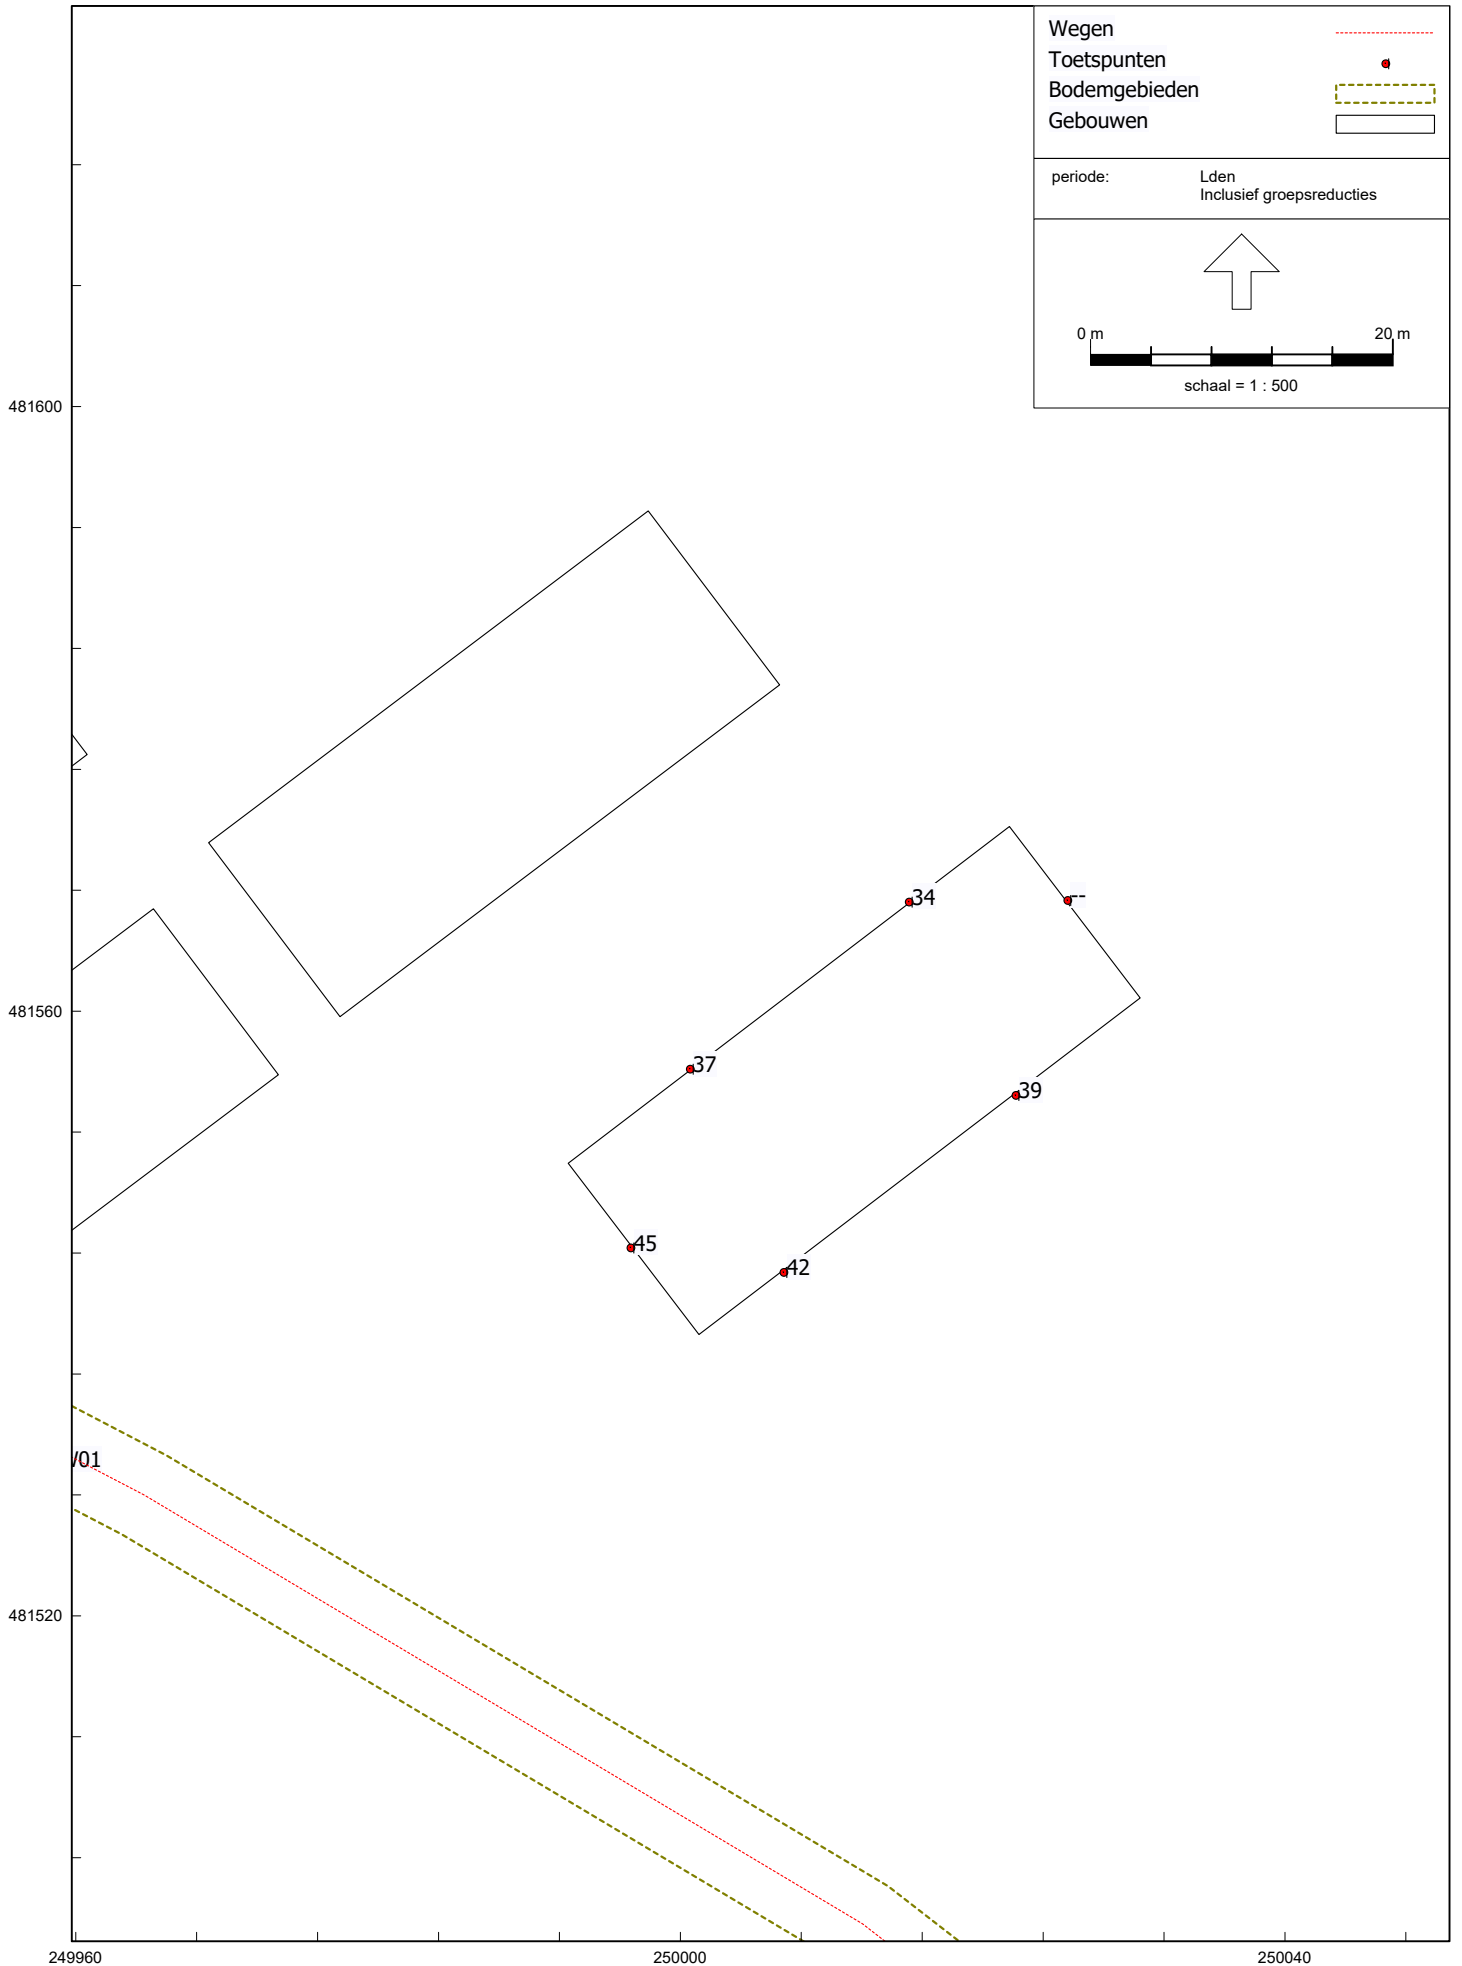 Wegen
Toetspunten
Bodemgebieden
Gebouwen
periode: Lden
Inclusief groepsreducties
0 m 20 m
schaal = 1 : 500
481600
34
--
481560
37
39
45
42
/01
481520
249960 250000 250040